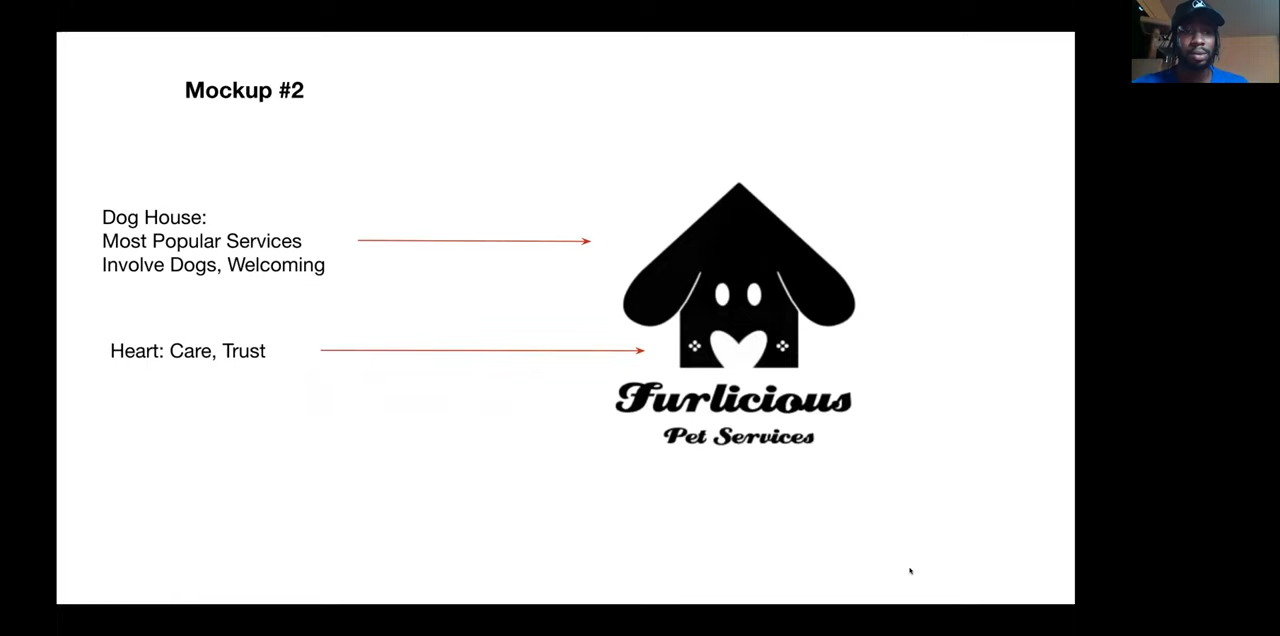 Mockup #2
Dog House:
Most Popular Services
Involve Dogs, Welcoming
Heart: Care, Trust
Furlicious
Pet Services